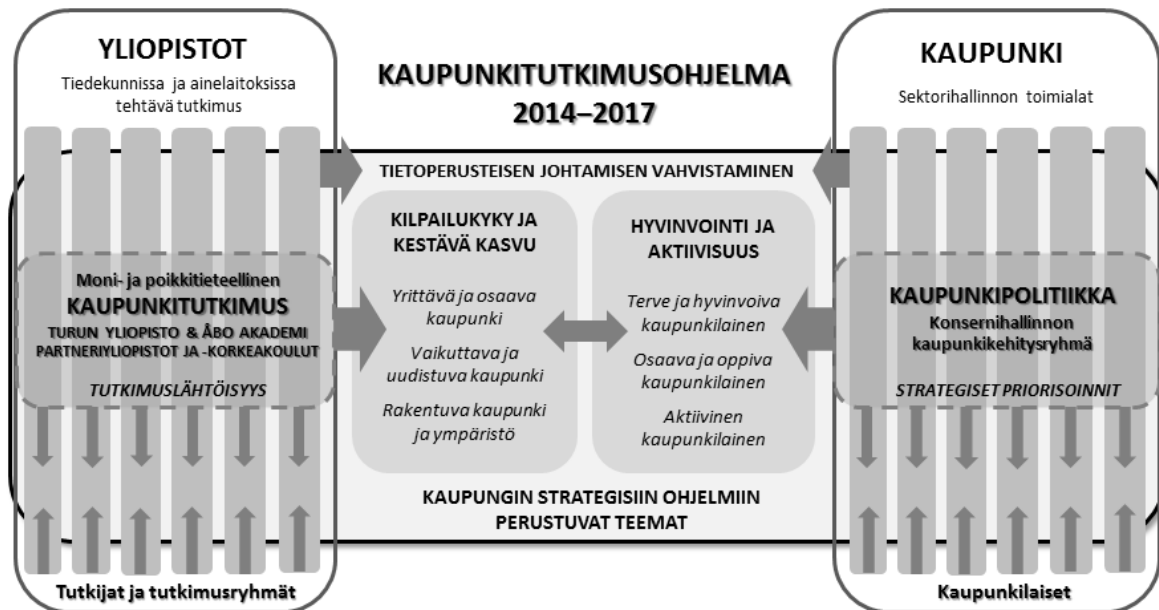 YLIOPISTOT
Tiedekunnissa ja ainelaitoksissa
tehtävä tutkimus
Moni- ja poikkitieteellinen
KAUPUNKITUTKIMUS
TURUN YLIOPISTO & ÅBO AKADEMI
PARTNERIYLIOPISTOT JA -KORKEAKOULUT
TUTKIMUSLÄHTÖISYYS
Tutkijat ja tutkimusryhmät
KAUPUNKITUTKIMUSOHJELMA
2014–2017
TIETOPERUSTEISEN JOHTAMISEN VAHVISTAMINEN
KILPAILUKYKY JA
KESTÄVÄ KASVU
Yrittävä ja osaava
kaupunki
Vaikuttava ja
uudistuva kaupunki
Rakentuva kaupunki
ja ympäristö
HYVINVOINTI JA
AKTIIVISUUS
Terve ja hyvinvoiva
kaupunkilainen
Osaava ja oppiva
kaupunkilainen
Aktiivinen
kaupunkilainen
KAUPUNGIN STRATEGISIIN OHJELMIIN
PERUSTUVAT TEEMAT
KAUPUNKI
Sektorihallinnon toimialat
KAUPUNKIPOLITIIKKA
Konsernihallinnon
kaupunkikehitysryhmä
STRATEGISET PRIORISOINNIT
Kaupunkilaiset